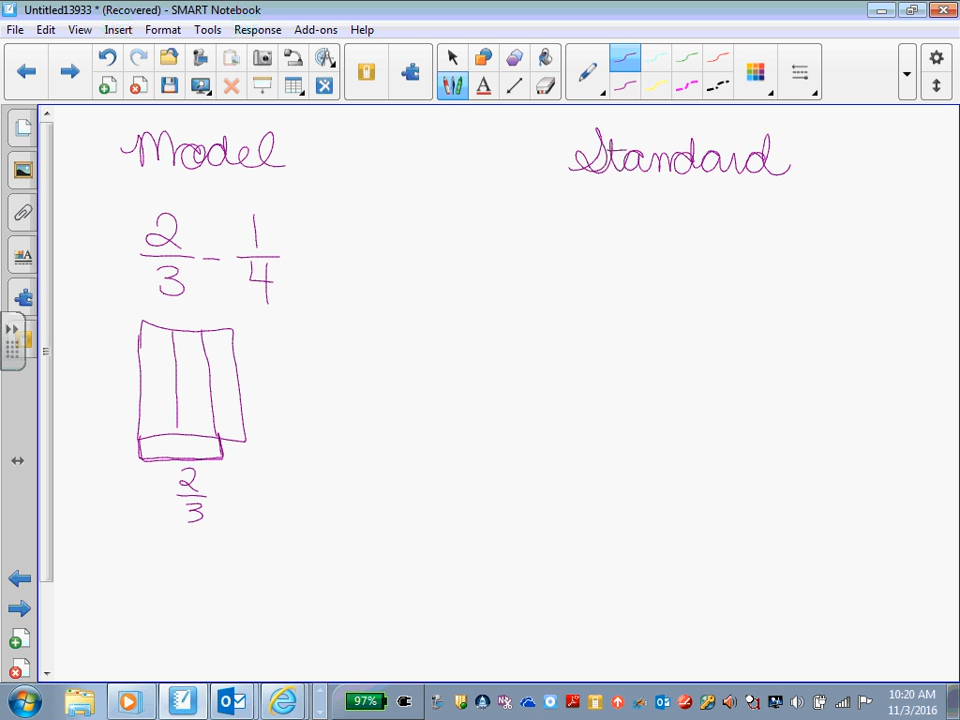 Untitled13933 * (Recovered) - SMART Notebook
File Edit View Insert Format Tools Response Add-ons Help
Model Standard
2/3 - 1/4
2/3
97%
10:20 AM
11/3/2016